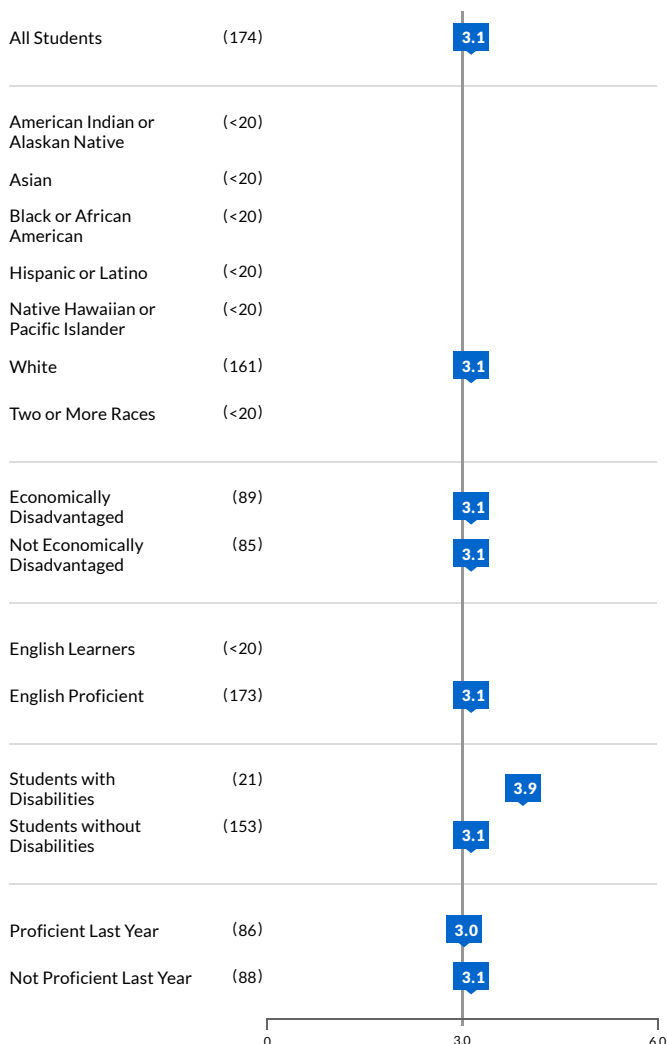 All Students (174) 3.1
American Indian or
Alaskan Native (<20)
Asian (<20)
Black or African
American (<20)
Hispanic or Latino (<20)
Native Hawaiian or
Pacific Islander (<20)
White (161) 3.1
Two or More Races (<20)
Economically
Disadvantaged (89) 3.1
Not Economically
Disadvantaged (85) 3.1
English Learners (<20)
English Proficient (173) 3.1
Students with
Disabilities (21) 3.9
Students without
Disabilities (153) 3.1
Proficient Last Year (86) 3.0
Not Proficient Last Year (88) 3.1
0 3.0 6.0